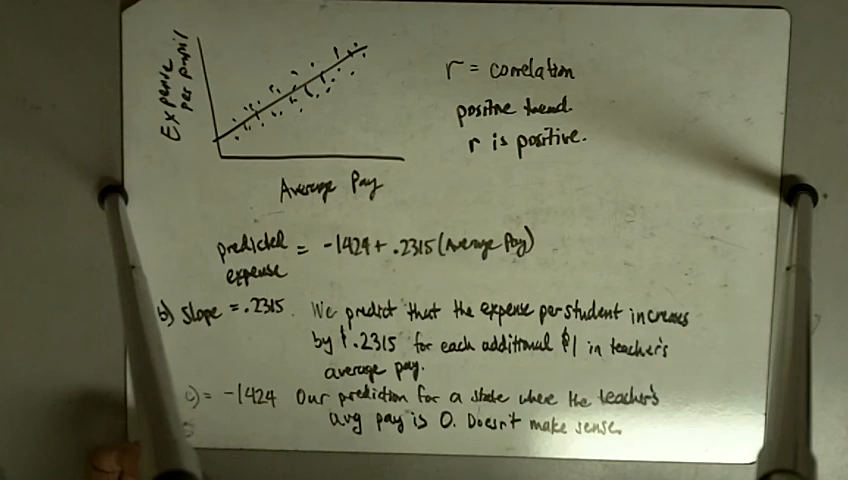 Expense
per pupil
Average Pay
r = correlation
positive trend
r is positive.
predicted
expense = -1424 + .2315 (Average Pay)
b) slope = .2315. We predict that the expense per student increases
by $.2315 for each additional $1 in teacher's
average pay.
c) = -1424 Our prediction for a state where the teacher's
avg pay is 0. Doesn't make sense.